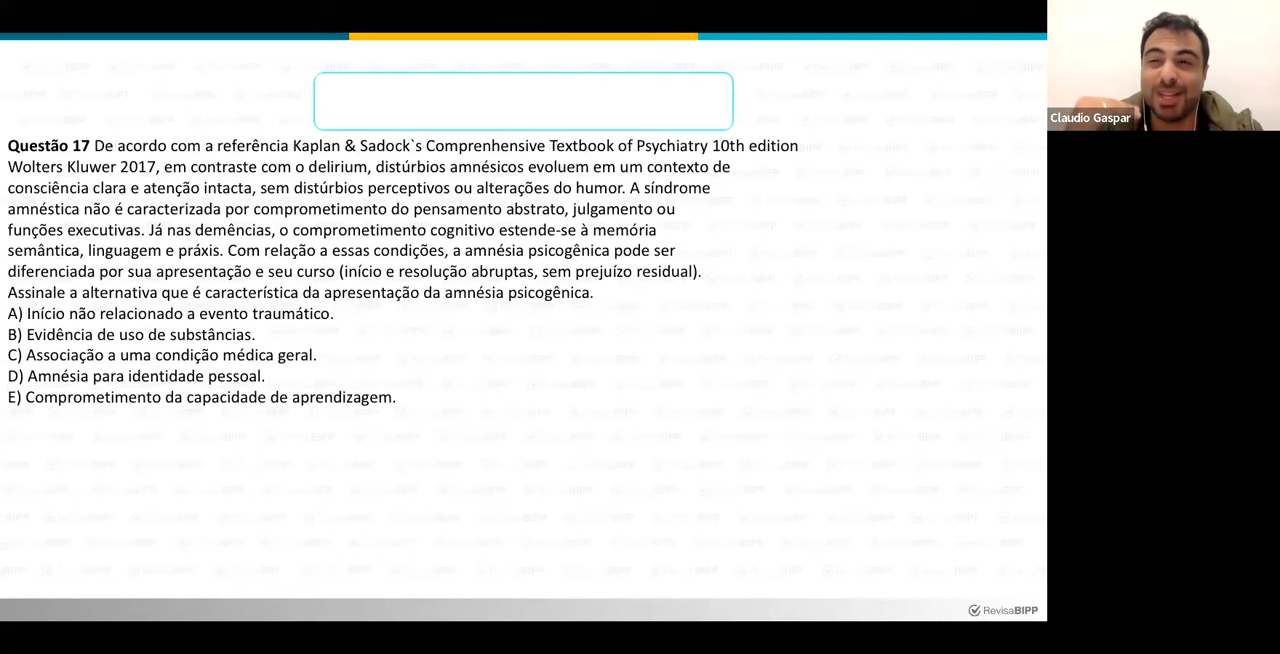 Questão 17 De acordo com a referência Kaplan & Sadock`s Comprenhensive Textbook of Psychiatry 10th edition
Wolters Kluwer 2017, em contraste com o delirium, distúrbios amnésicos evoluem em um contexto de
consciência clara e atenção intacta, sem distúrbios perceptivos ou alterações do humor. A síndrome
amnéstica não é caracterizada por comprometimento do pensamento abstrato, julgamento ou
funções executivas. Já nas demências, o comprometimento cognitivo estende-se à memória
semântica, linguagem e práxis. Com relação a essas condições, a amnésia psicogênica pode ser
diferenciada por sua apresentação e seu curso (início e resolução abruptas, sem prejuízo residual).
Assinale a alternativa que é característica da apresentação da amnésia psicogênica.
A) Início não relacionado a evento traumático.
B) Evidência de uso de substâncias.
C) Associação a uma condição médica geral.
D) Amnésia para identidade pessoal.
E) Comprometimento da capacidade de aprendizagem.
Claudio Gaspar
RevisaBIPP